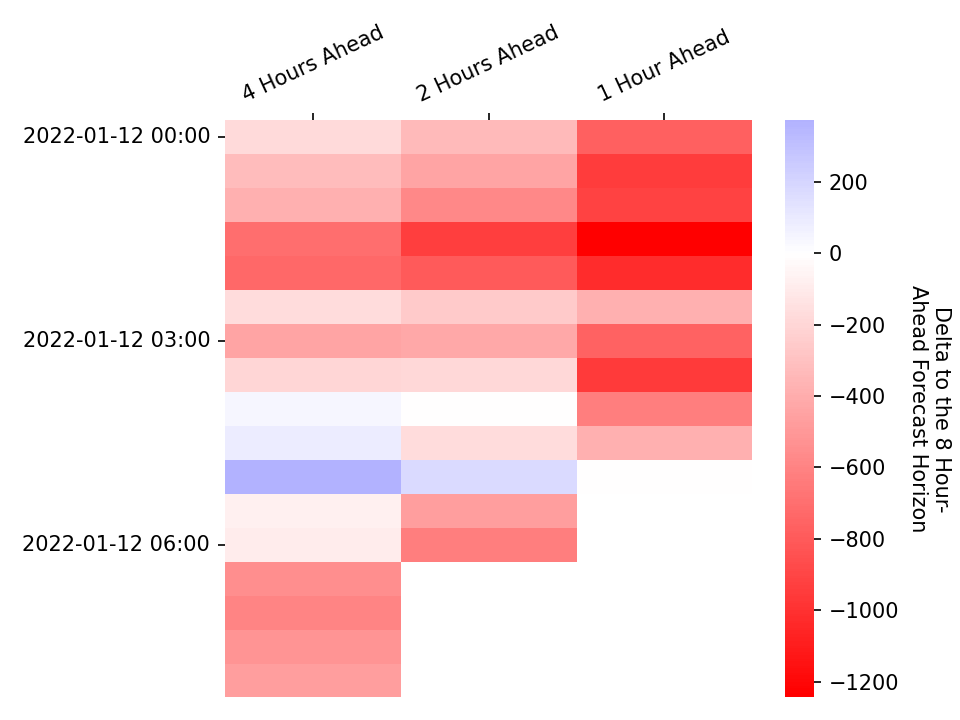 4 Hours Ahead
2 Hours Ahead
1 Hour Ahead
2022-01-12 00:00
2022-01-12 03:00
2022-01-12 06:00
200
0
−200
−400
−600
−800
−1000
−1200
Delta to the 8 Hour-
Ahead Forecast Horizon